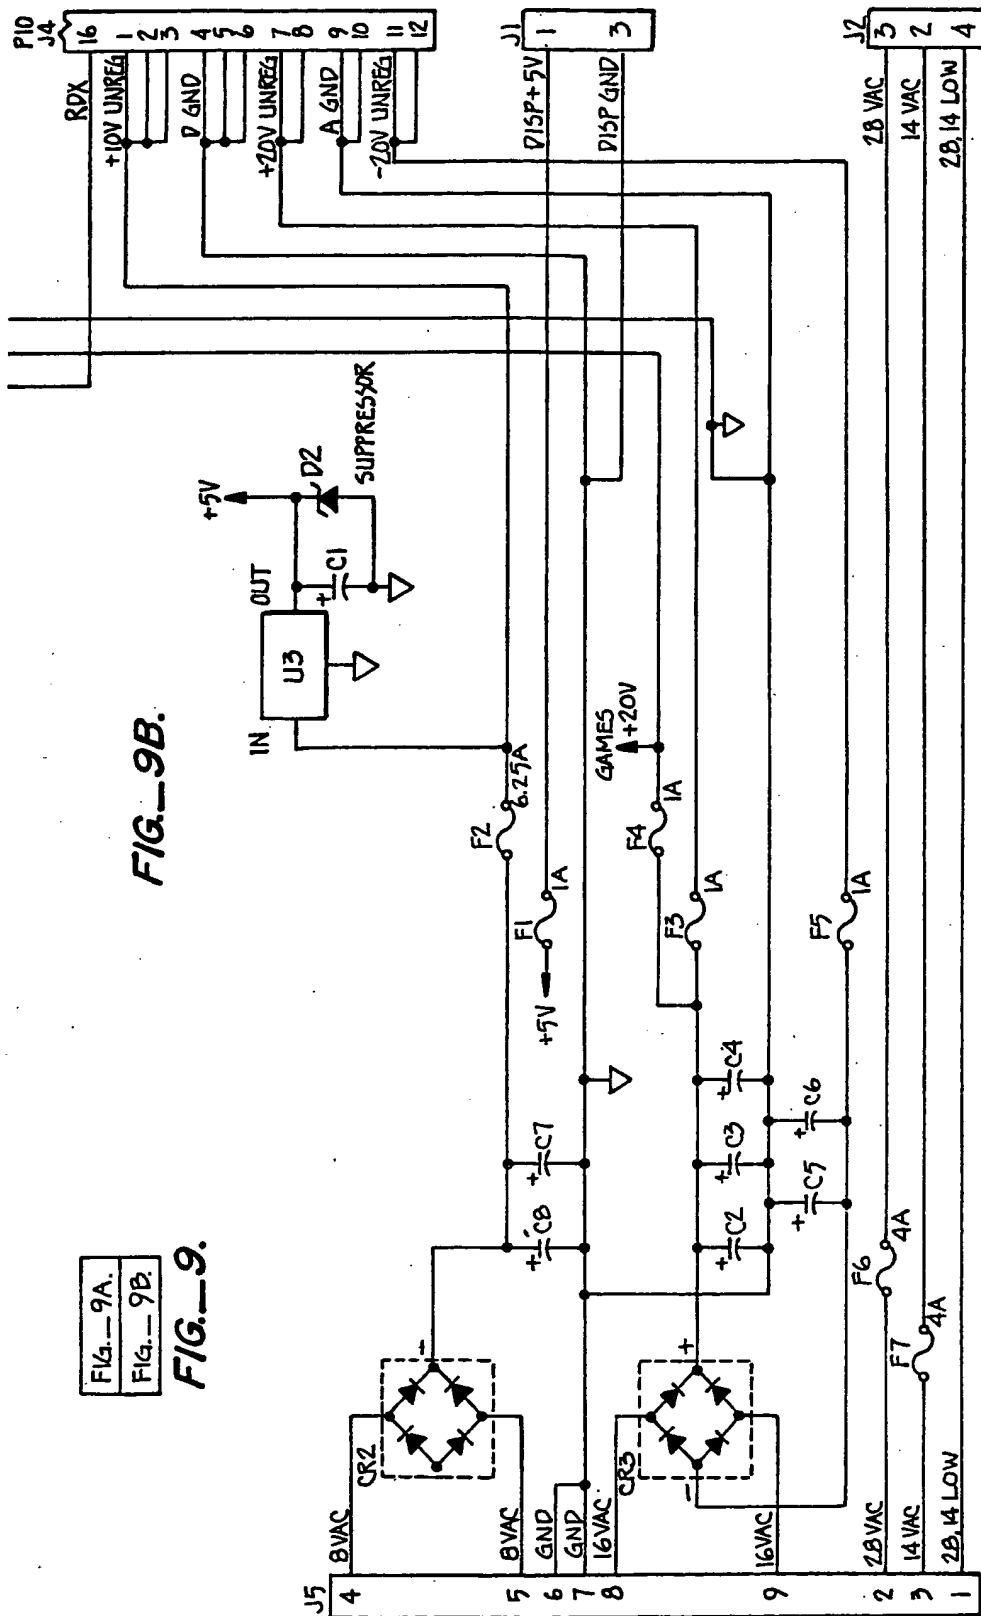 P10
J4
16
1
2
3
4
5
6
7
8
9
10
11
12
RDX
+10V UNREG
D GND
+20V UNREG
A GND
-20V UNREG
J1
1
3
DISP+5V
DISP GND
J2
3
2
4
28 VAC
14 VAC
28,14 LOW
+5V
OUT
IN
U3
+
C1
D2
SUPPRESSOR
FIG._9B.
F2
6.25A
F1
1A
+5V
GAMES
+20V
F4
1A
F3
1A
F5
1A
F6
4A
F7
4A
+
C8
+
C7
+
C2
+
C3
+
C4
+
C5
+
C6
FIG._9A.
FIG._9B.
FIG._9.
CR2
-
CR3
+
-
J5
4
5
6
7
8
9
2
3
1
8VAC
8VAC
GND
GND
16VAC
16VAC
28VAC
14VAC
28,14 LOW